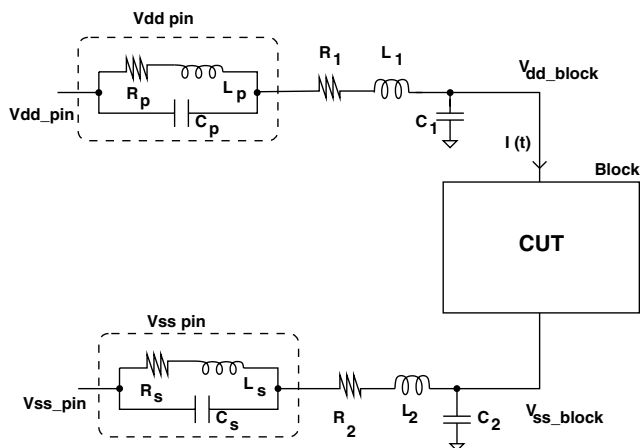 Vdd pin
R1
L1
Vdd_block
Rp
Lp
Vdd_pin
Cp
C1
I (t)
Block
CUT
Vss pin
Rs
Ls
Vss_pin
Cs
R2
L2
C2
Vss_block